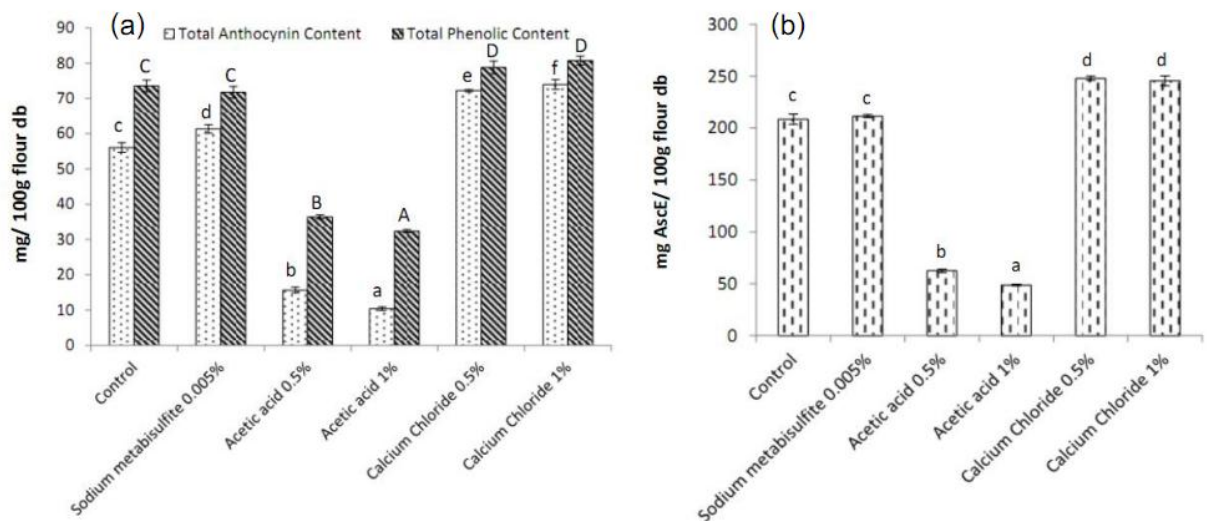 (a)
Total Anthocynin Content Total Phenolic Content
mg/ 100g flour db
90
80
70
60
50
40
30
20
10
0
c C d C b B a A e D f D
Control
Sodium metabisulfite 0.005%
Acetic acid 0.5%
Acetic acid 1%
Calcium Chloride 0.5%
Calcium Chloride 1%
(b)
mg AscE/ 100g flour db
300
250
200
150
100
50
0
c c b a d d
Control
Sodium metabisulfite 0.005%
Acetic acid 0.5%
Acetic acid 1%
Calcium Chloride 0.5%
Calcium Chloride 1%